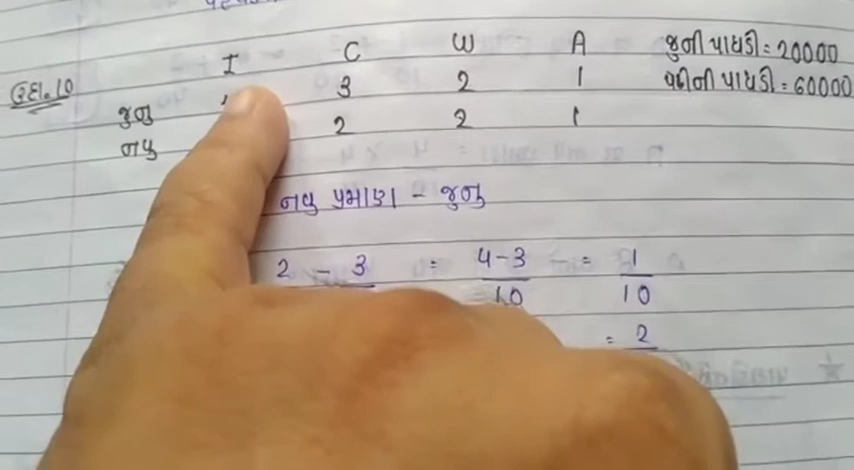 I C W A જુની પાઘડી = 20000
ઉદા.10 જુનુ 3 2 1 પછીની પાઘડી = 60000
નવુ 2 2 1
નવુ પ્રમાણ - જુનુ
2 - 3 = 4-3 = 1
10 10
= 2
★